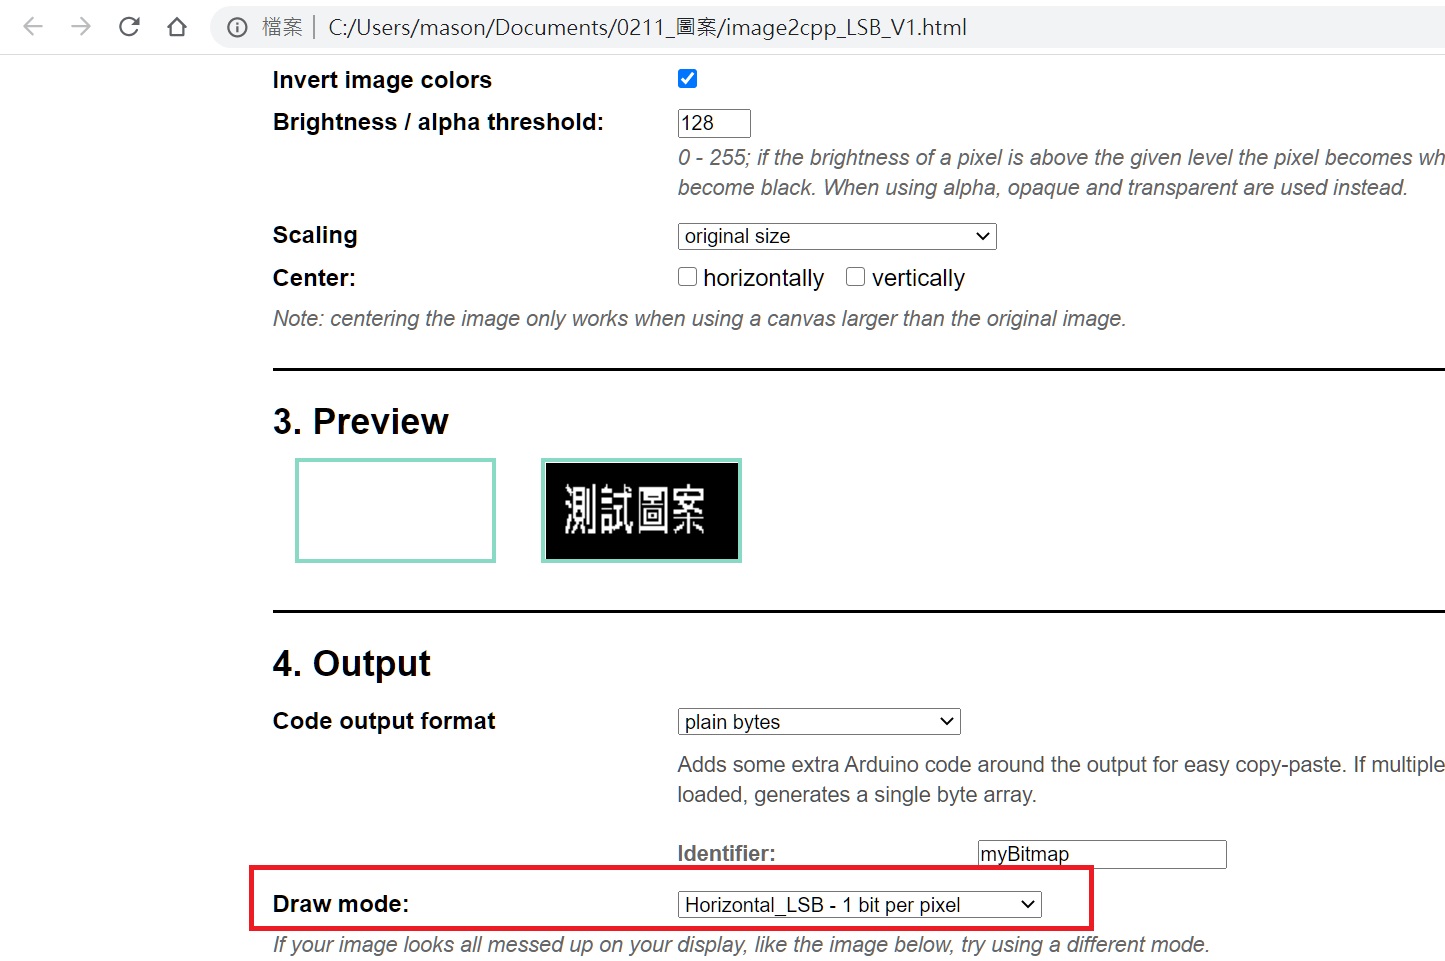 檔案 | C:/Users/mason/Documents/0211_圖案/image2cpp_LSB_V1.html
Invert image colors
Brightness / alpha threshold: 128
0 - 255; if the brightness of a pixel is above the given level the pixel becomes wh
become black. When using alpha, opaque and transparent are used instead.
Scaling original size
Center: horizontally vertically
Note: centering the image only works when using a canvas larger than the original image.
3. Preview
測試圖案
4. Output
Code output format plain bytes
Adds some extra Arduino code around the output for easy copy-paste. If multiple
loaded, generates a single byte array.
Identifier: myBitmap
Draw mode: Horizontal_LSB - 1 bit per pixel
If your image looks all messed up on your display, like the image below, try using a different mode.